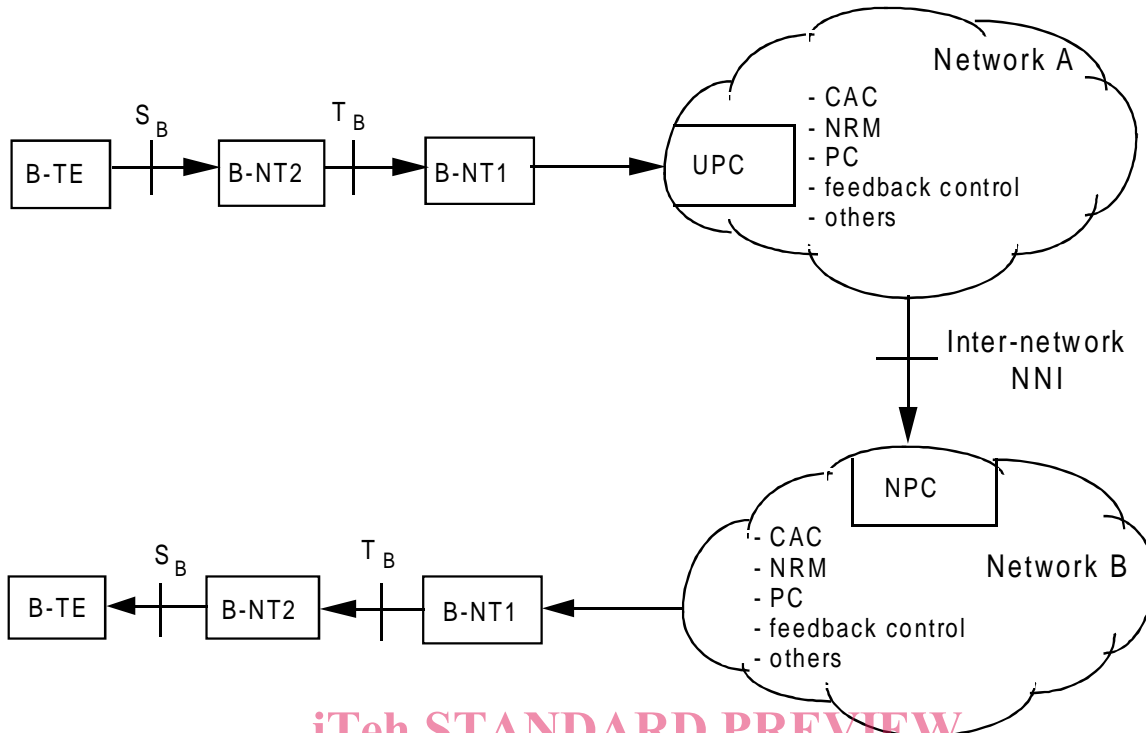 Network A
S B
T B
- CAC
- NRM
- PC
- feedback control
- others
B-TE
B-NT2
B-NT1
UPC
Inter-network
NNI
NPC
- CAC
- NRM
- PC
- feedback control
- others
Network B
S B
T B
B-TE
B-NT2
B-NT1
iTeh STANDARD PREVIEW